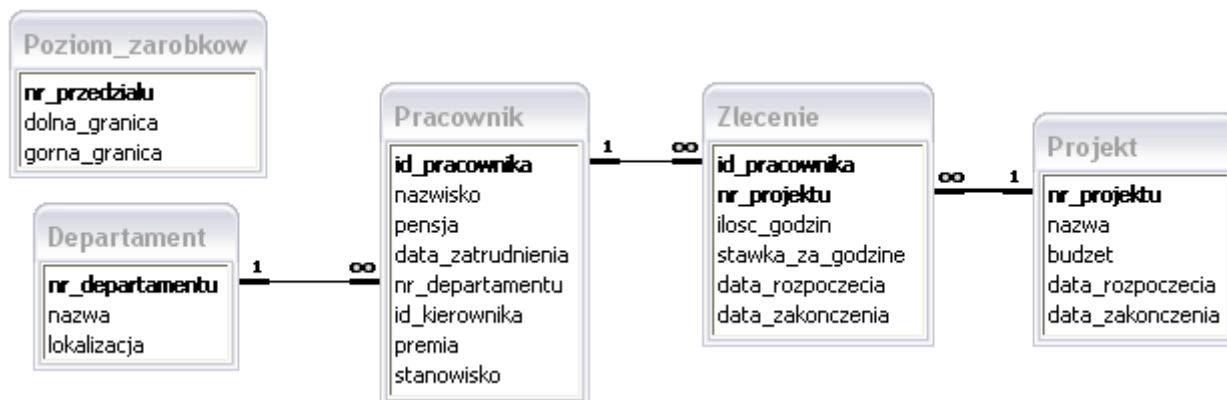 Poziom_zarobkow
nr_przedzialu
dolna_granica
gorna_granica
Departament
nr_departamentu
nazwa
lokalizacja
1
∞
Pracownik
id_pracownika
nazwisko
pensja
data_zatrudnienia
nr_departamentu
id_kierownika
premia
stanowisko
1
∞
Zlecenie
id_pracownika
nr_projektu
ilosc_godzin
stawka_za_godzine
data_rozpoczecia
data_zakonczenia
∞
1
Projekt
nr_projektu
nazwa
budzet
data_rozpoczecia
data_zakonczenia